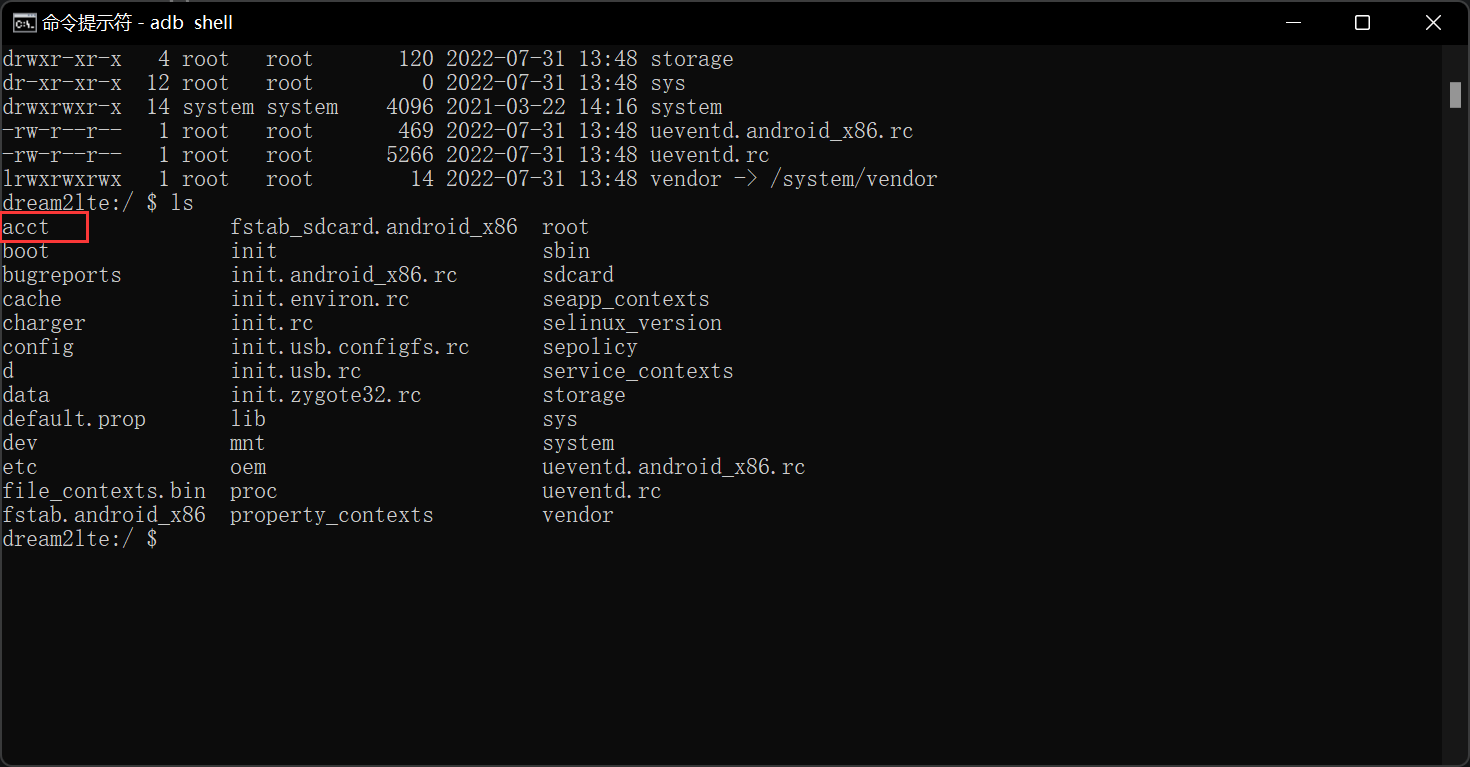 命令提示符 - adb  shell
drwxr-xr-x   4 root   root       120 2022-07-31 13:48 storage
dr-xr-xr-x  12 root   root         0 2022-07-31 13:48 sys
drwxrwxr-x  14 system system    4096 2021-03-22 14:16 system
-rw-r--r--   1 root   root       469 2022-07-31 13:48 ueventd.android_x86.rc
-rw-r--r--   1 root   root      5266 2022-07-31 13:48 ueventd.rc
lrwxrwxrwx   1 root   root        14 2022-07-31 13:48 vendor -> /system/vendor
dream2lte:/ $ ls
acct               fstab_sdcard.android_x86  root
boot               init                      sbin
bugreports         init.android_x86.rc       sdcard
cache              init.environ.rc           seapp_contexts
charger            init.rc                   selinux_version
config             init.usb.configfs.rc      sepolicy
d                  init.usb.rc               service_contexts
data               init.zygote32.rc          storage
default.prop       lib                       sys
dev                mnt                       system
etc                oem                       ueventd.android_x86.rc
file_contexts.bin  proc                      ueventd.rc
fstab.android_x86  property_contexts         vendor
dream2lte:/ $